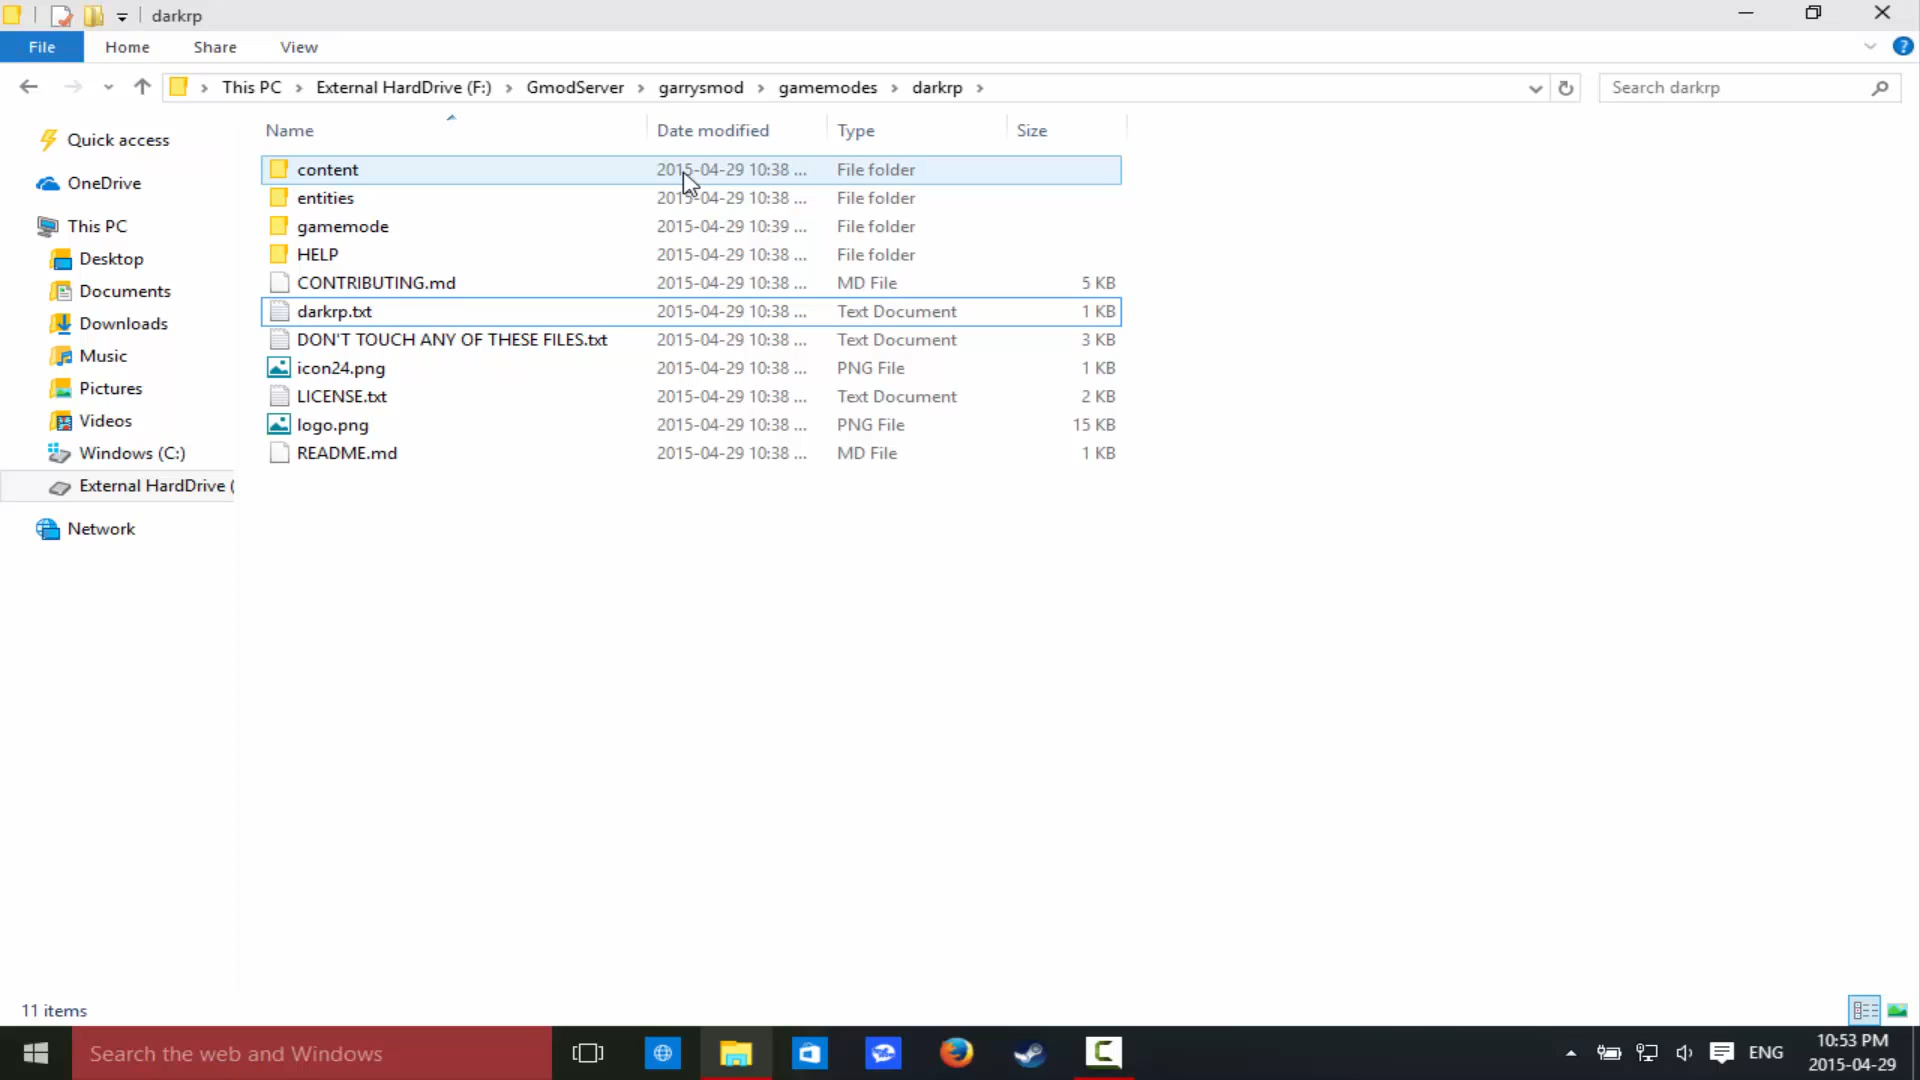 darkrp
File Home Share View
This PC External HardDrive (F:) GmodServer garrysmod gamemodes darkrp Search darkrp
Name Date modified Type Size
Quick access
OneDrive
This PC
Desktop
Documents
Downloads
Music
Pictures
Videos
Windows (C:)
External HardDrive (
Network
content 2015-04-29 10:38 ... File folder
entities 2015-04-29 10:38 ... File folder
gamemode 2015-04-29 10:39 ... File folder
HELP 2015-04-29 10:38 ... File folder
CONTRIBUTING.md 2015-04-29 10:38 ... MD File 5 KB
darkrp.txt 2015-04-29 10:38 ... Text Document 1 KB
DON'T TOUCH ANY OF THESE FILES.txt 2015-04-29 10:38 ... Text Document 3 KB
icon24.png 2015-04-29 10:38 ... PNG File 1 KB
LICENSE.txt 2015-04-29 10:38 ... Text Document 2 KB
logo.png 2015-04-29 10:38 ... PNG File 15 KB
README.md 2015-04-29 10:38 ... MD File 1 KB
11 items
Search the web and Windows
ENG
10:53 PM
2015-04-29